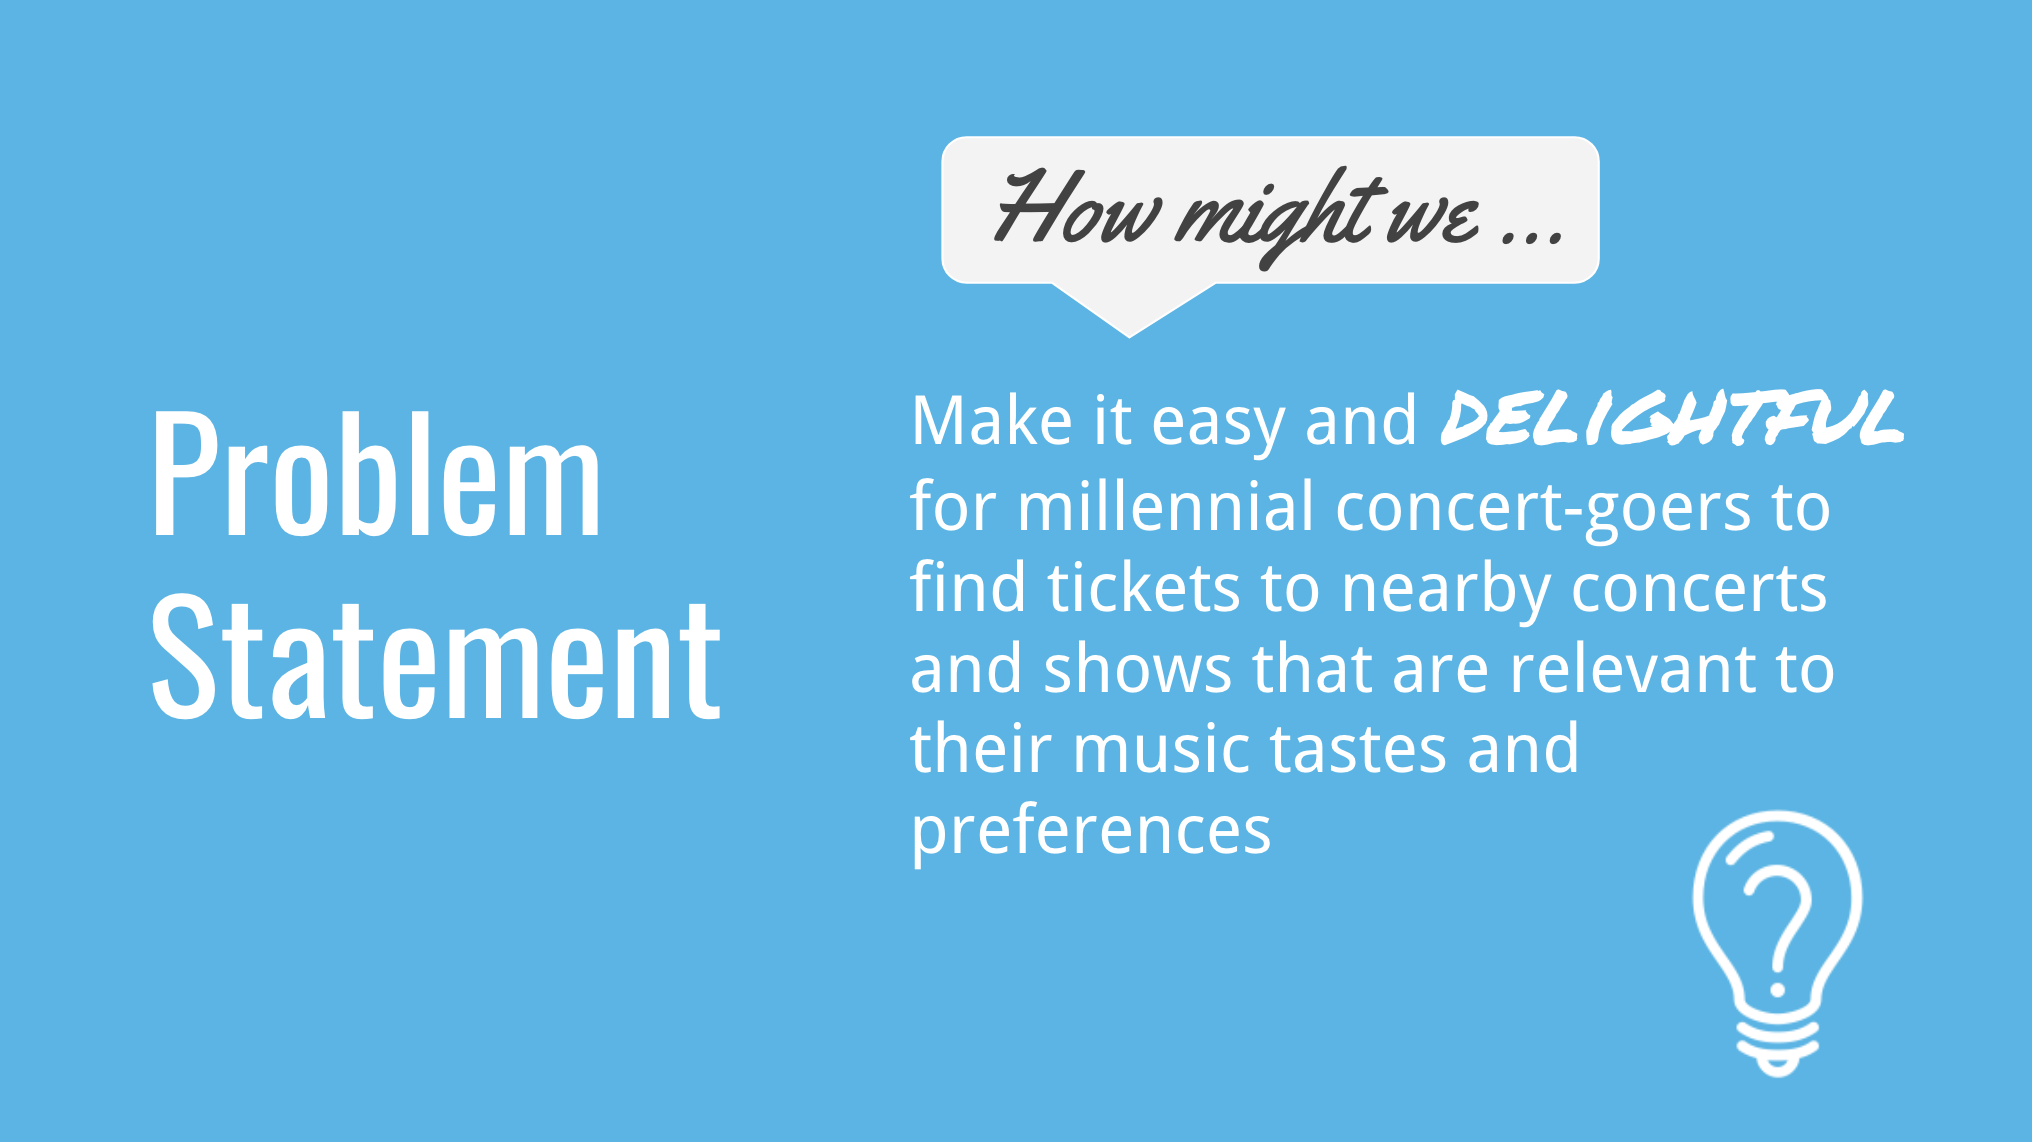 Problem
Statement
How might we ...
Make it easy and DELIGHTFUL
for millennial concert-goers to
find tickets to nearby concerts
and shows that are relevant to
their music tastes and
preferences
?